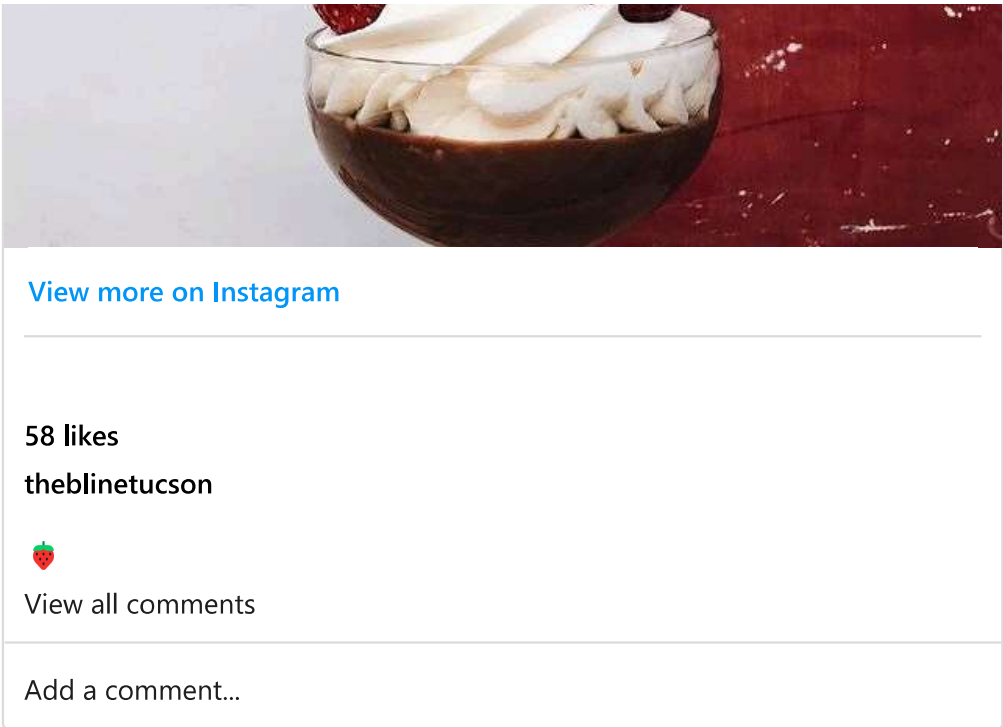 View more on Instagram
58 likes
theblinetucson
🍓
View all comments
Add a comment...